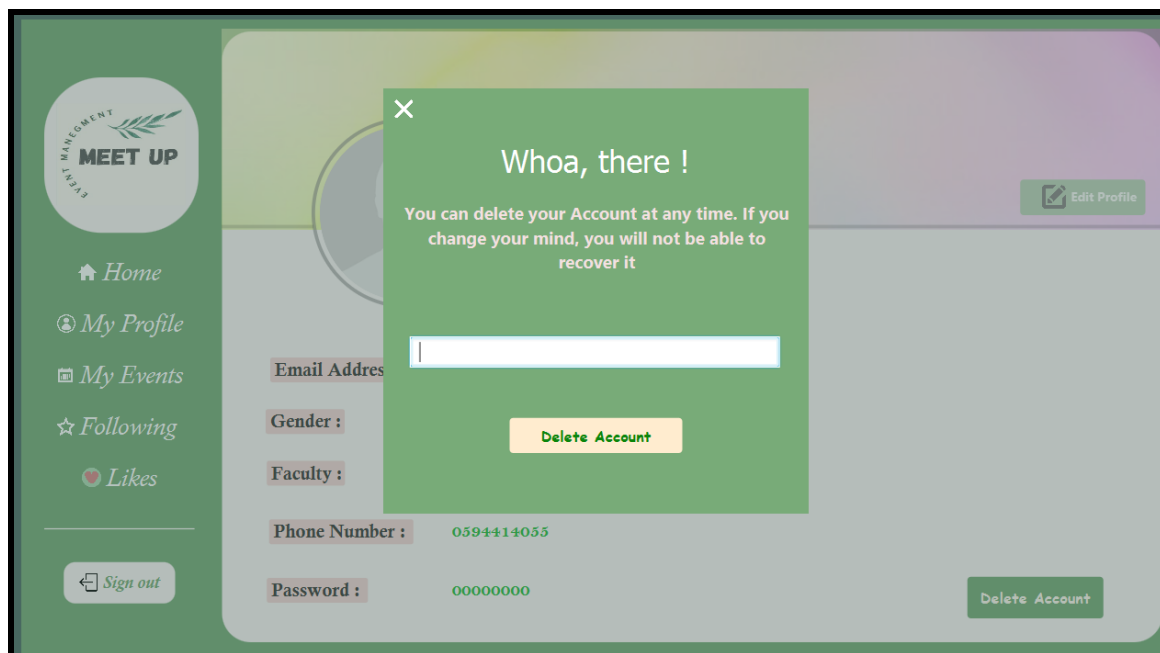 EVENT MANEGMENT
MEET UP
Home
My Profile
My Events
Following
Likes
Sign out
Edit Profile
Whoa, there !
You can delete your Account at any time. If you
change your mind, you will not be able to
recover it
Delete Account
Email Addres
Gender :
Faculty :
Phone Number : 0594414055
Password : 00000000
Delete Account